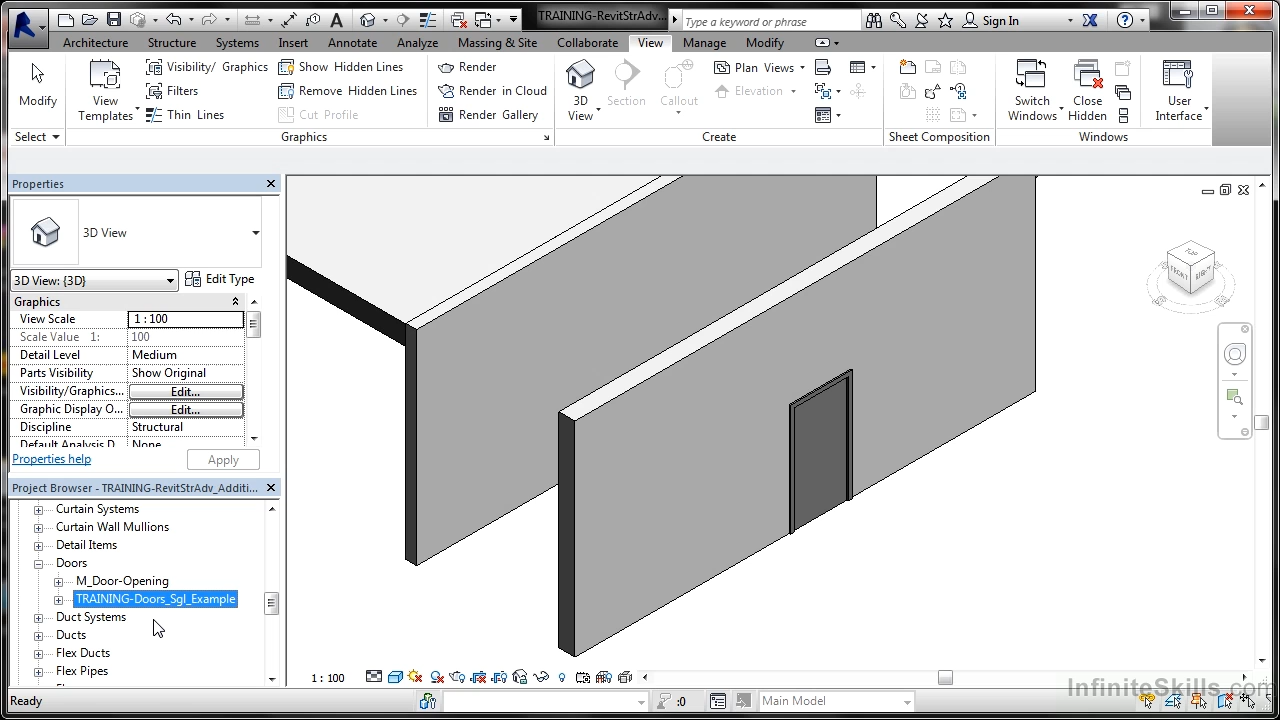 TRAINING-RevitStrAdv...
Type a keyword or phrase
Sign In
Architecture Structure Systems Insert Annotate Analyze Massing & Site Collaborate View Manage Modify
Modify
Select
View Templates
Visibility/ Graphics
Filters
Thin Lines
Show Hidden Lines
Remove Hidden Lines
Cut Profile
Graphics
Render
Render in Cloud
Render Gallery
3D View
Section
Callout
Plan Views
Elevation
Create
Sheet Composition
Switch Windows
Close Hidden
Windows
User Interface
Properties
3D View
3D View: {3D}
Edit Type
Graphics
View Scale 1 : 100
Scale Value 1: 100
Detail Level Medium
Parts Visibility Show Original
Visibility/Graphics... Edit...
Graphic Display O... Edit...
Discipline Structural
Default Analysis D... None
Properties help
Apply
Project Browser - TRAINING-RevitStrAdv_Additi...
Curtain Systems
Curtain Wall Mullions
Detail Items
Doors
M_Door-Opening
TRAINING-Doors_Sgl_Example
Duct Systems
Ducts
Flex Ducts
Flex Pipes
TOP
FRONT
RIGHT
1 : 100
Ready
:0
Main Model
InfiniteSkills.com